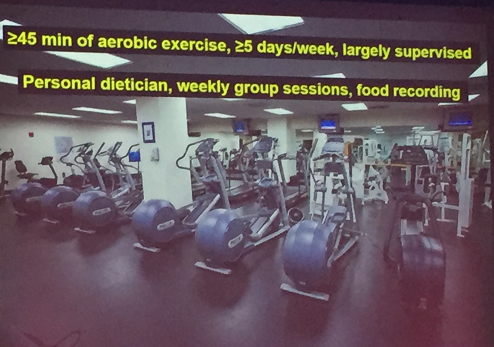 ≥45 min of aerobic exercise, ≥5 days/week, largely supervised
Personal dietician, weekly group sessions, food recording